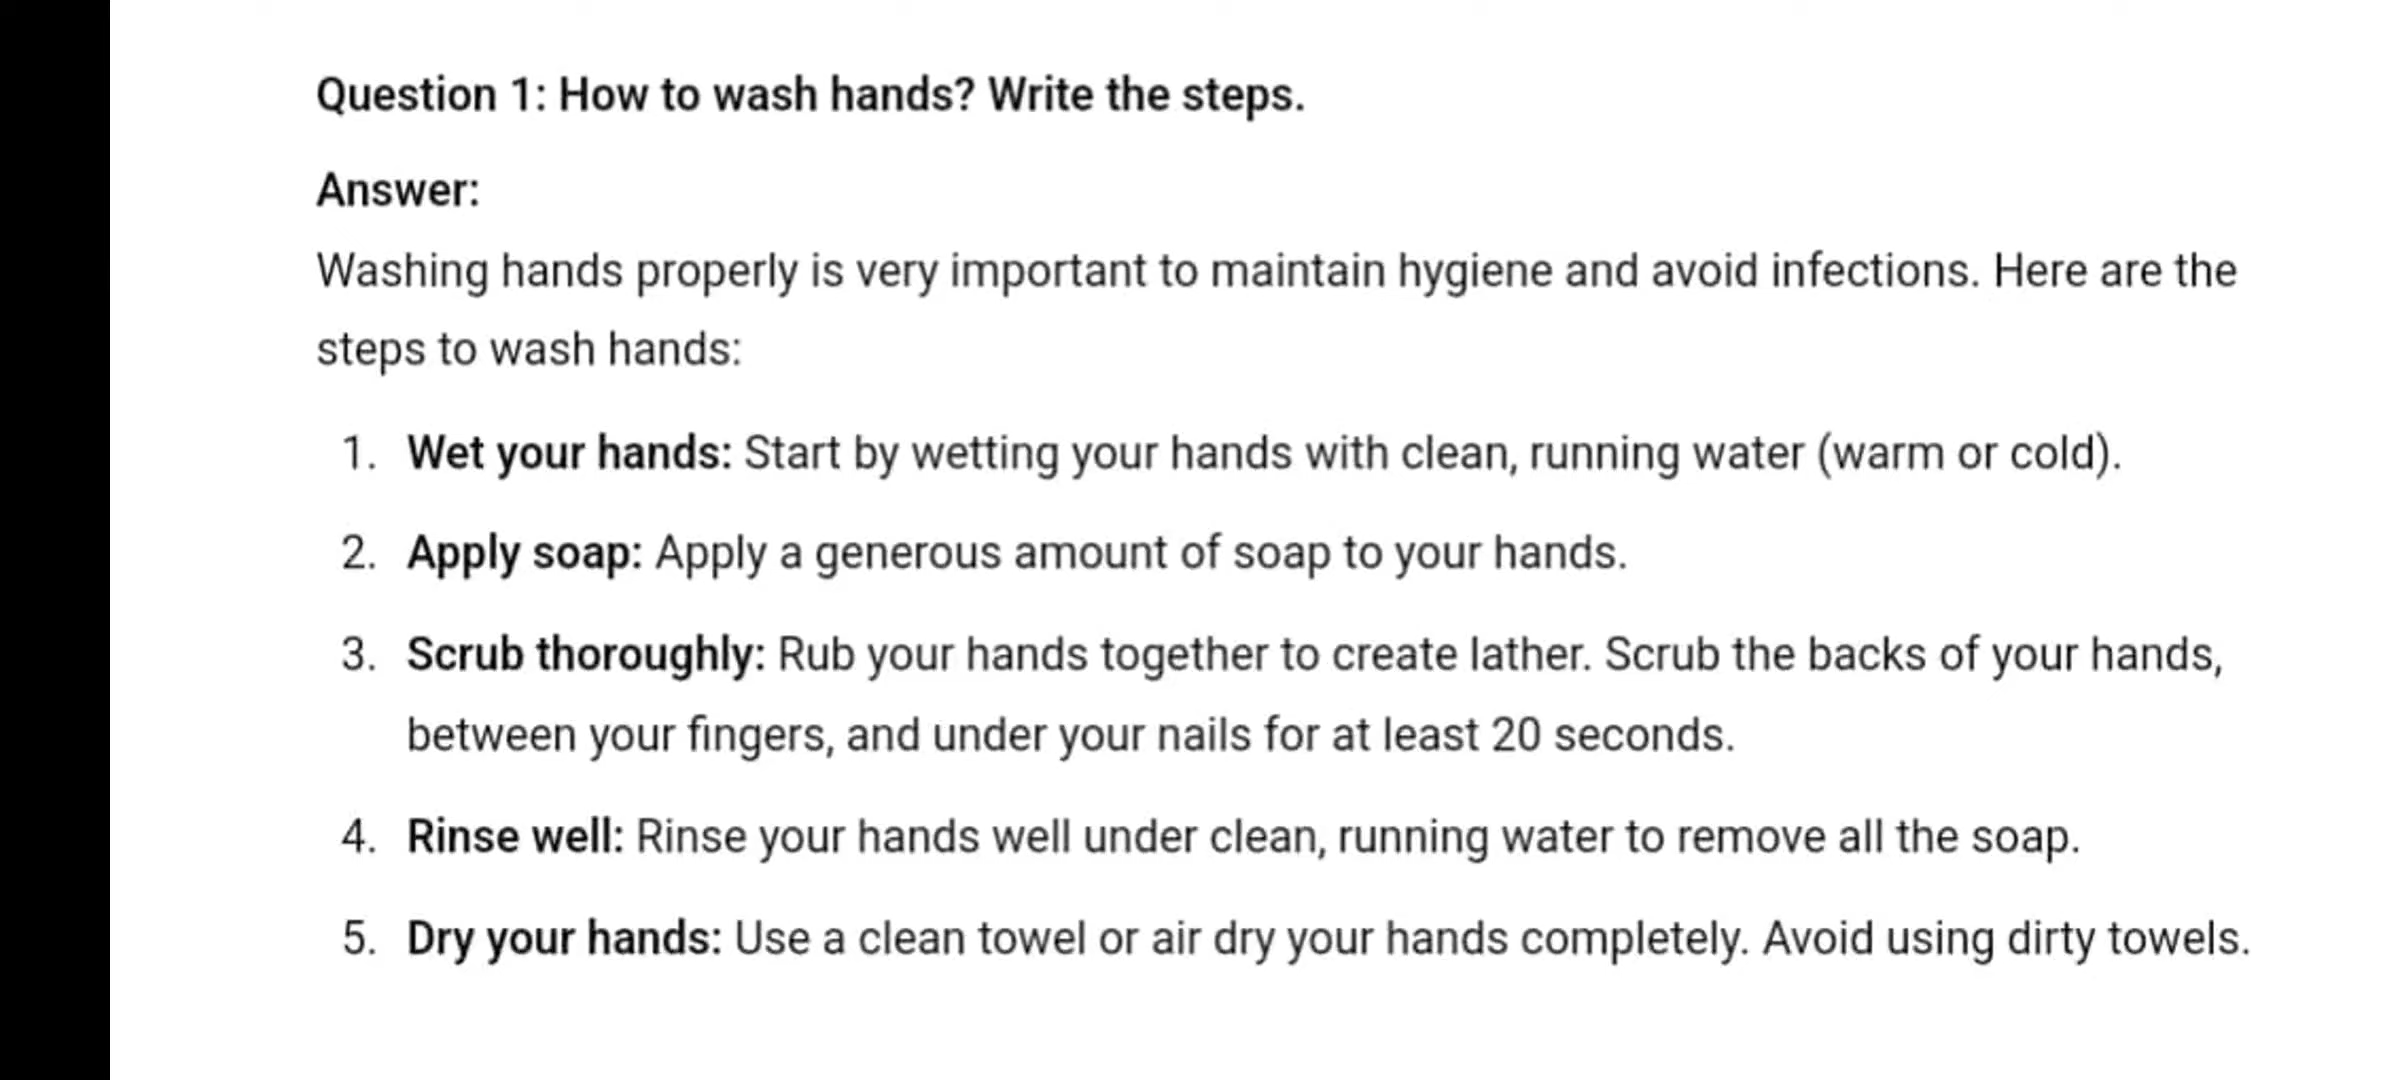 Question 1: How to wash hands? Write the steps.
Answer:
Washing hands properly is very important to maintain hygiene and avoid infections. Here are the
steps to wash hands:
1. Wet your hands: Start by wetting your hands with clean, running water (warm or cold).
2. Apply soap: Apply a generous amount of soap to your hands.
3. Scrub thoroughly: Rub your hands together to create lather. Scrub the backs of your hands,
between your fingers, and under your nails for at least 20 seconds.
4. Rinse well: Rinse your hands well under clean, running water to remove all the soap.
5. Dry your hands: Use a clean towel or air dry your hands completely. Avoid using dirty towels.